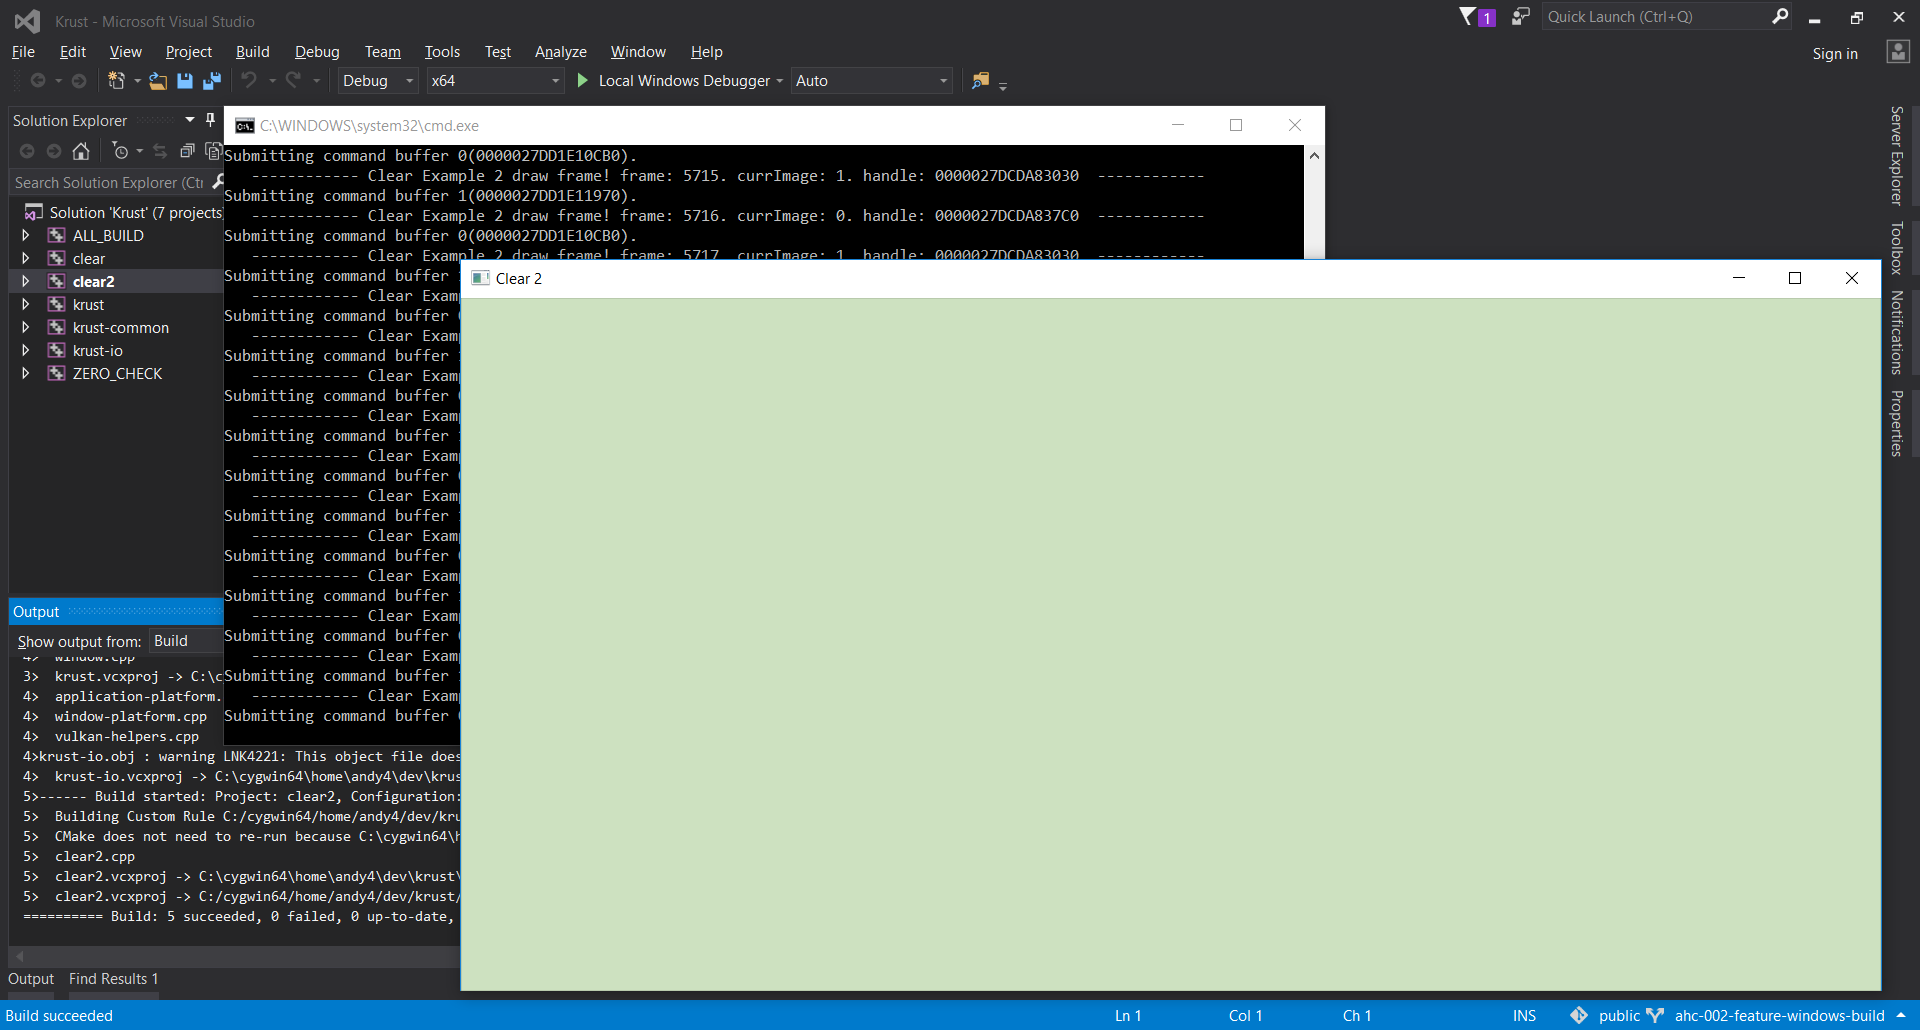 Krust - Microsoft Visual Studio
1
Quick Launch (Ctrl+Q)
File Edit View Project Build Debug Team Tools Test Analyze Window Help
Sign in
Debug x64 Local Windows Debugger Auto
Solution Explorer
Search Solution Explorer (Ctr
Solution 'Krust' (7 projects
ALL_BUILD
clear
clear2
krust
krust-common
krust-io
ZERO_CHECK
C:\WINDOWS\system32\cmd.exe
Submitting command buffer 0(0000027DD1E10CB0).
------------ Clear Example 2 draw frame! frame: 5715. currImage: 1. handle: 0000027DCDA83030 ------------
Submitting command buffer 1(0000027DD1E11970).
------------ Clear Example 2 draw frame! frame: 5716. currImage: 0. handle: 0000027DCDA837C0 ------------
Submitting command buffer 0(0000027DD1E10CB0).
------------ Clear Example 2 draw frame! frame: 5717. currImage: 1. handle: 0000027DCDA83030 ------------
Submitting command buffer
------------ Clear Exam
Submitting command buffer
------------ Clear Exam
Submitting command buffer
------------ Clear Exam
Submitting command buffer
------------ Clear Exam
Submitting command buffer
------------ Clear Exam
Submitting command buffer
------------ Clear Exam
Submitting command buffer
------------ Clear Exam
Submitting command buffer
------------ Clear Exam
Submitting command buffer
------------ Clear Exam
Submitting command buffer
------------ Clear Exam
Submitting command buffer
------------ Clear Exam
Submitting command buffer
Clear 2
Server Explorer
Toolbox
Notifications
Properties
Output
Show output from: Build
4> window.cpp
3> krust.vcxproj -> C:\c
4> application-platform.
4> window-platform.cpp
4> vulkan-helpers.cpp
4>krust-io.obj : warning LNK4221: This object file does
4> krust-io.vcxproj -> C:\cygwin64\home\andy4\dev\krus
5>------ Build started: Project: clear2, Configuration:
5> Building Custom Rule C:/cygwin64/home/andy4/dev/kru
5> CMake does not need to re-run because C:\cygwin64\h
5> clear2.cpp
5> clear2.vcxproj -> C:\cygwin64\home\andy4\dev\krust\
5> clear2.vcxproj -> C:/cygwin64/home/andy4/dev/krust/
========== Build: 5 succeeded, 0 failed, 0 up-to-date,
Output Find Results 1
Build succeeded Ln 1 Col 1 Ch 1 INS public ahc-002-feature-windows-build